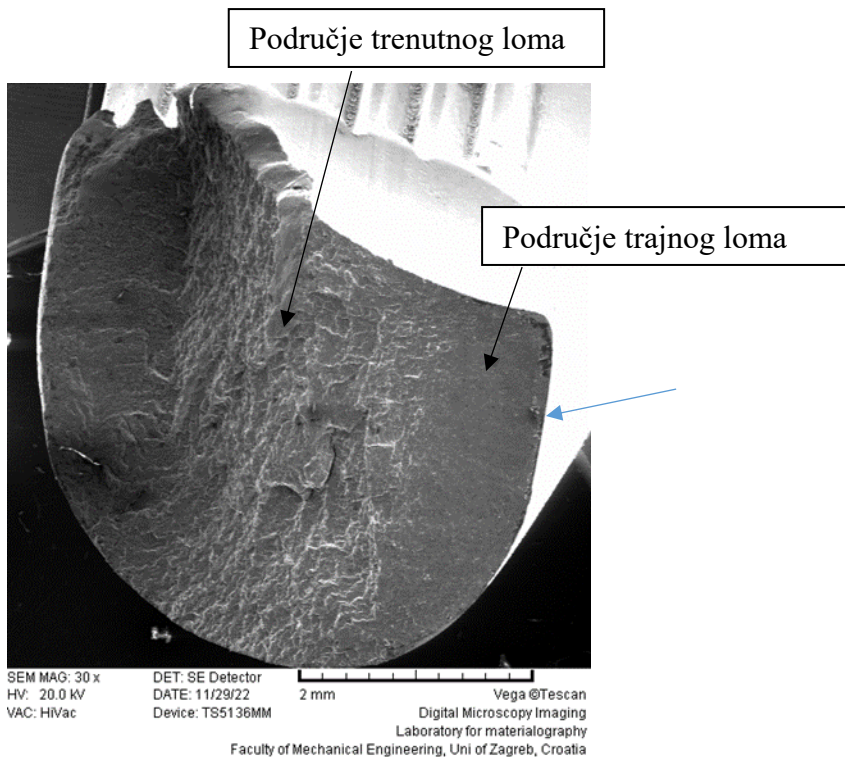 Područje trenutnog loma
Područje trajnog loma
SEM MAG: 30 x DET: SE Detector
HV: 20.0 kV DATE: 11/29/22 2 mm Vega ©Tescan
VAC: HiVac Device: TS5136MM Digital Microscopy Imaging
Laboratory for materialography
Faculty of Mechanical Engineering, Uni of Zagreb, Croatia